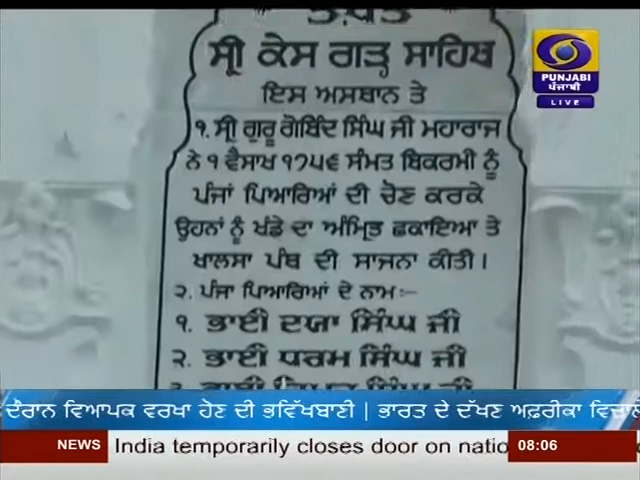 ਤਖ਼ਤ
ਸ੍ਰੀ ਕੇਸ ਗੜ੍ਹ ਸਾਹਿਬ
ਇਸ ਅਸਥਾਨ ਤੇ
੧. ਸ੍ਰੀ ਗੁਰੂ ਗੋਬਿੰਦ ਸਿੰਘ ਜੀ ਮਹਾਰਾਜ
ਨੇ ੧ ਵੈਸਾਖ ੧੭੫੬ ਸੰਮਤ ਬਿਕਰਮੀ ਨੂੰ
ਪੰਜਾਂ ਪਿਆਰਿਆਂ ਦੀ ਚੋਣ ਕਰਕੇ
ਉਹਨਾਂ ਨੂੰ ਖੰਡੇ ਦਾ ਅੰਮ੍ਰਿਤ ਛਕਾਇਆ ਤੇ
ਖਾਲਸਾ ਪੰਥ ਦੀ ਸਾਜਨਾ ਕੀਤੀ।
੨. ਪੰਜਾ ਪਿਆਰਿਆਂ ਦੇ ਨਾਮ:-
੧. ਭਾਈ ਦਯਾ ਸਿੰਘ ਜੀ
੨. ਭਾਈ ਧਰਮ ਸਿੰਘ ਜੀ
PUNJABI
ਪੰਜਾਬੀ
LIVE
ਦੌਰਾਨ ਵਿਆਪਕ ਵਰਖਾ ਹੋਣ ਦੀ ਭਵਿੱਖਬਾਣੀ | ਭਾਰਤ ਦੇ ਦੱਖਣ ਅਫ਼ਰੀਕਾ
NEWS India temporarily closes door on 08:06